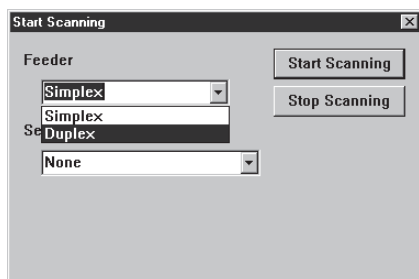 Start Scanning
Feeder
Start Scanning
Simplex
Stop Scanning
Simplex
Se
Duplex
None